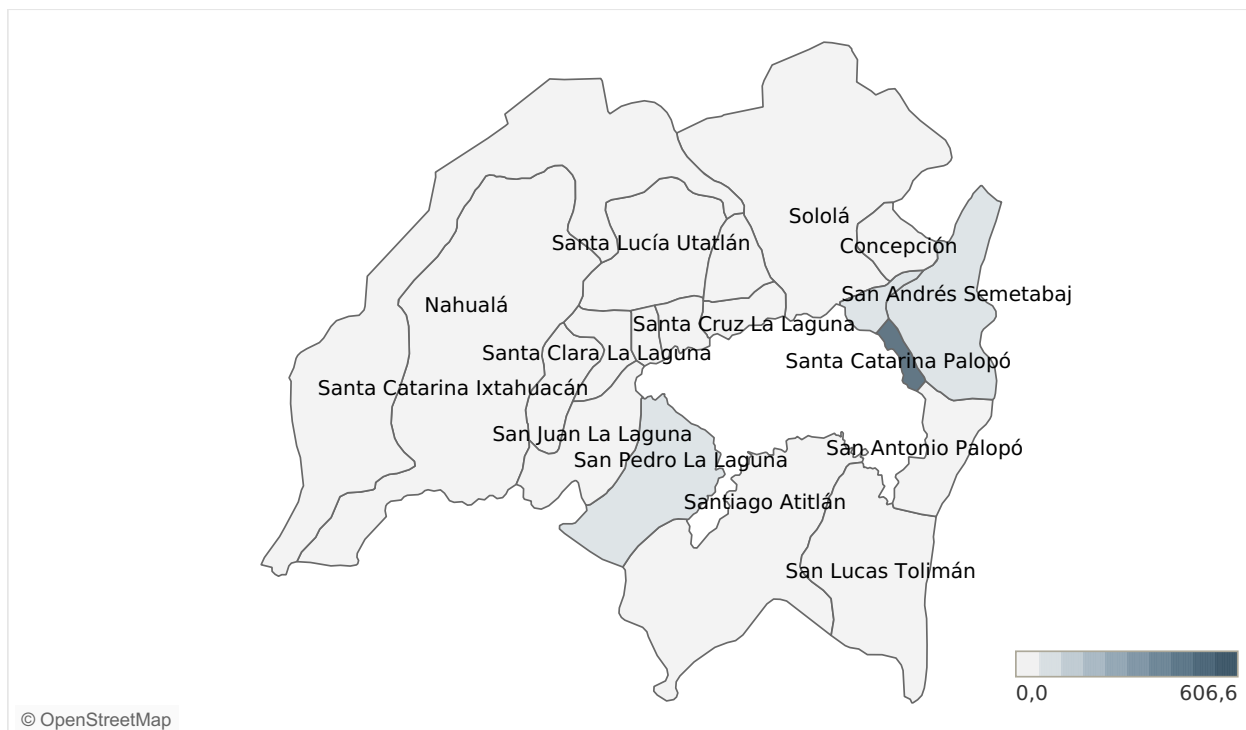 Sololá
Santa Lucía Utatlán
Concepción
San Andrés Semetabaj
Nahualá
Santa Cruz La Laguna
Santa Clara La Laguna
Santa Catarina Palopó
Santa Catarina Ixtahuacán
San Juan La Laguna
San Antonio Palopó
San Pedro La Laguna
Santiago Atitlán
San Lucas Tolimán
0,0 606,6
© OpenStreetMap